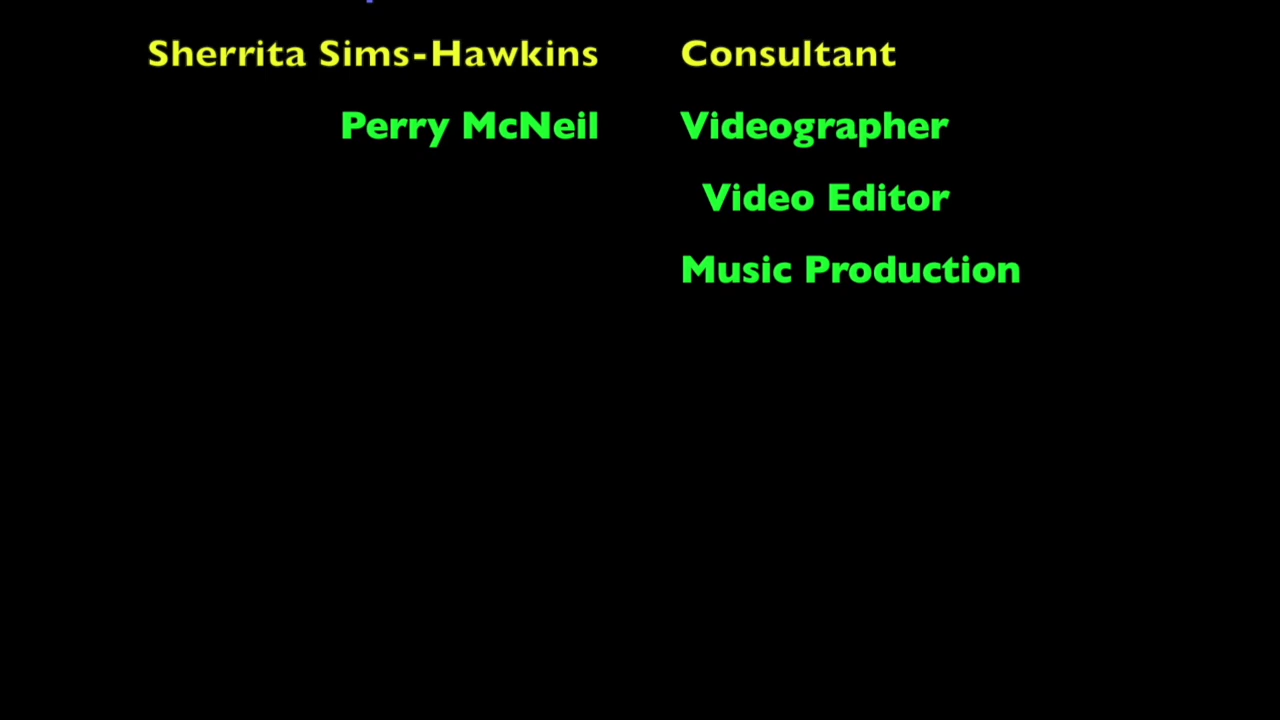 Sherrita Sims-Hawkins Consultant
Perry McNeil Videographer
Video Editor
Music Production